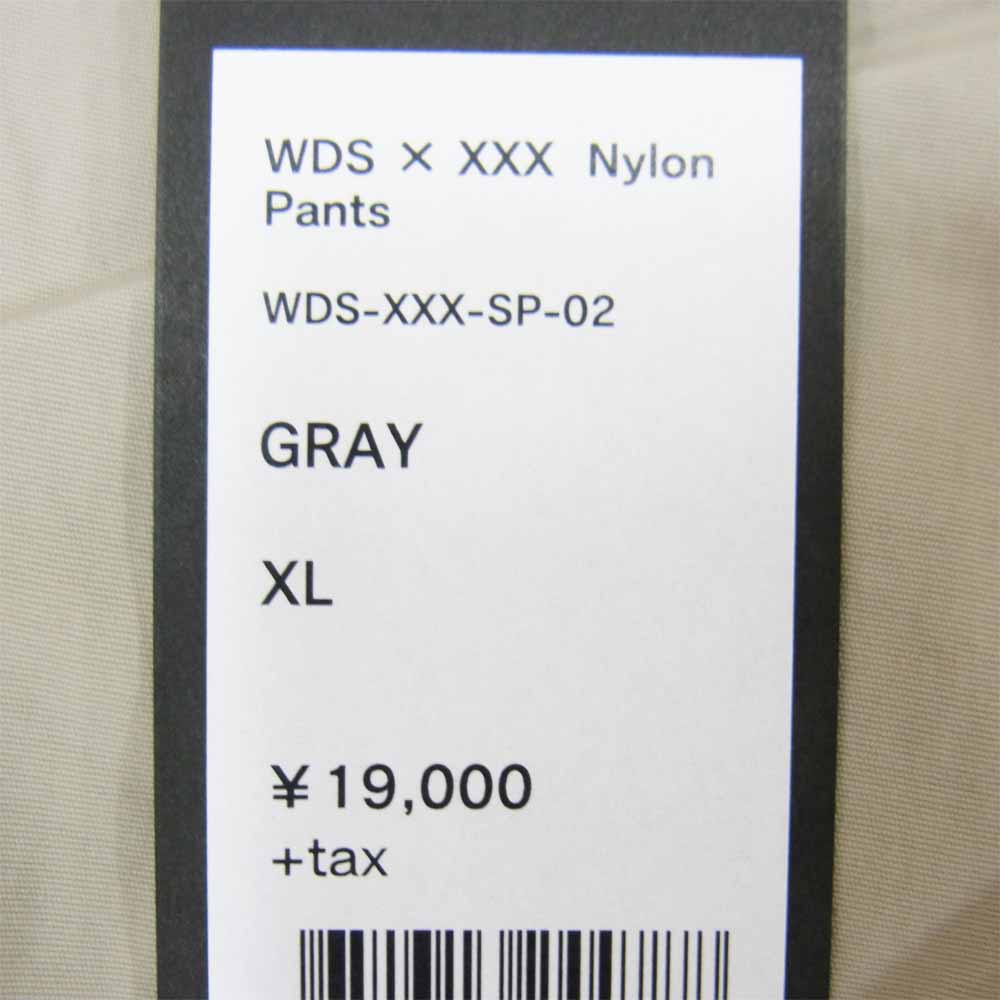 WDS × XXX Nylon
Pants
WDS-XXX-SP-02
GRAY
XL
¥19,000
+tax